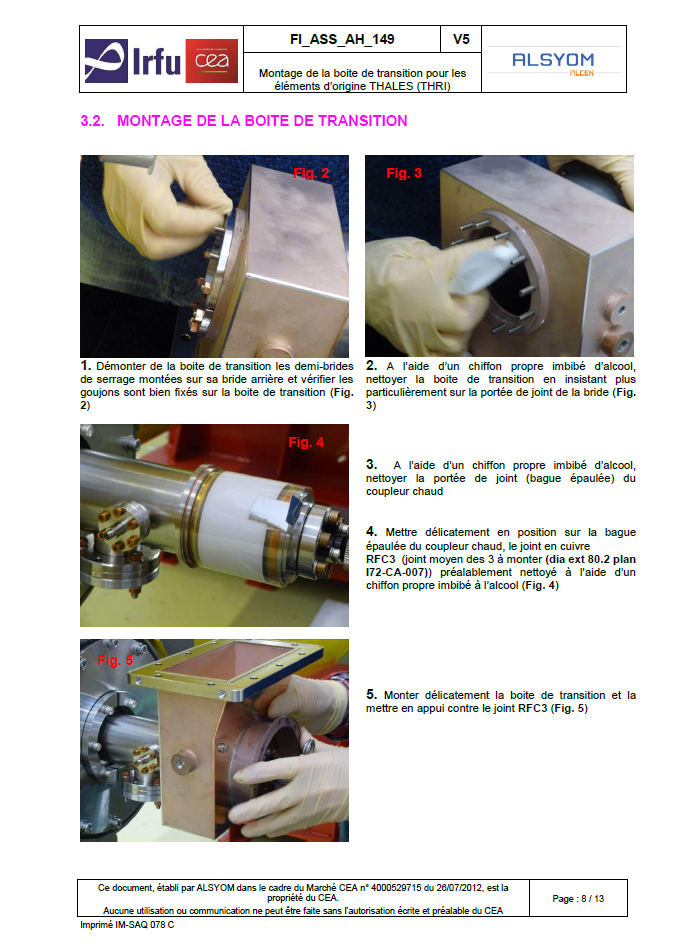 Irfu
cea
FI_ASS_AH_149
V5
Montage de la boite de transition pour les
éléments d'origine THALES (THRI)
ALSYOM
ALCEN
3.2. MONTAGE DE LA BOITE DE TRANSITION
Fig. 2
Fig. 3
1. Démonter de la boite de transition les demi-brides
de serrage montées sur sa bride arrière et vérifier les
goujons sont bien fixés sur la boite de transition (Fig.
2)
2. A l'aide d'un chiffon propre imbibé d'alcool,
nettoyer la boite de transition en insistant plus
particulièrement sur la portée de joint de la bride (Fig.
3)
Fig. 4
3. A l'aide d'un chiffon propre imbibé d'alcool,
nettoyer la portée de joint (bague épaulée) du
coupleur chaud
4. Mettre délicatement en position sur la bague
épaulée du coupleur chaud, le joint en cuivre
RFC3 (joint moyen des 3 à monter (dia ext 80.2 plan
I72-CA-007)) préalablement nettoyé à l'aide d'un
chiffon propre imbibé à l'alcool (Fig. 4)
Fig. 5
5. Monter délicatement la boite de transition et la
mettre en appui contre le joint RFC3 (Fig. 5)
Ce document, établi par ALSYOM dans le cadre du Marché CEA n° 4000529715 du 26/07/2012, est la
propriété du CEA.
Aucune utilisation ou communication ne peut être faite sans l'autorisation écrite et préalable du CEA
Page : 8 / 13
Imprimé IM-SAQ 078 C